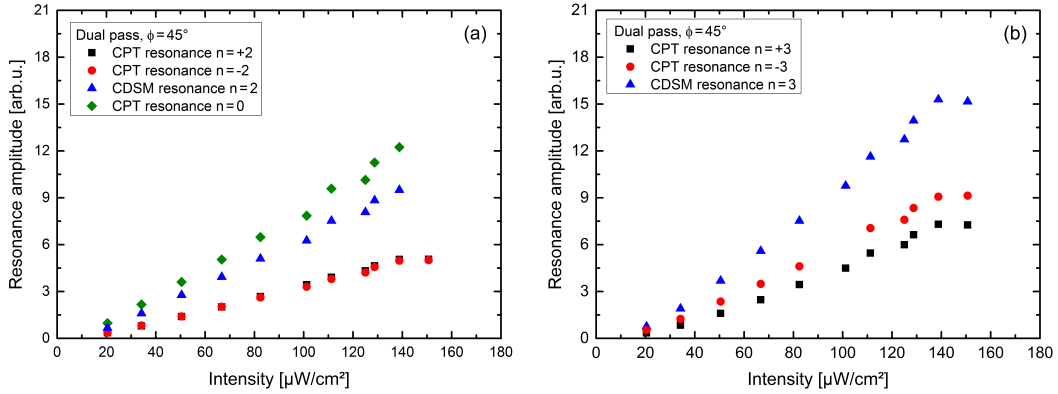 (a)
Dual pass, ϕ = 45°
CPT resonance n = +2
CPT resonance n = -2
CDSM resonance n = 2
CPT resonance n = 0
Resonance amplitude [arb.u.]
21
18
15
12
9
6
3
0
0 20 40 60 80 100 120 140 160 180
Intensity [µW/cm²]
(b)
Dual pass, ϕ = 45°
CPT resonance n = +3
CPT resonance n = -3
CDSM resonance n = 3
Resonance amplitude [arb.u.]
21
18
15
12
9
6
3
0
0 20 40 60 80 100 120 140 160 180
Intensity [µW/cm²]